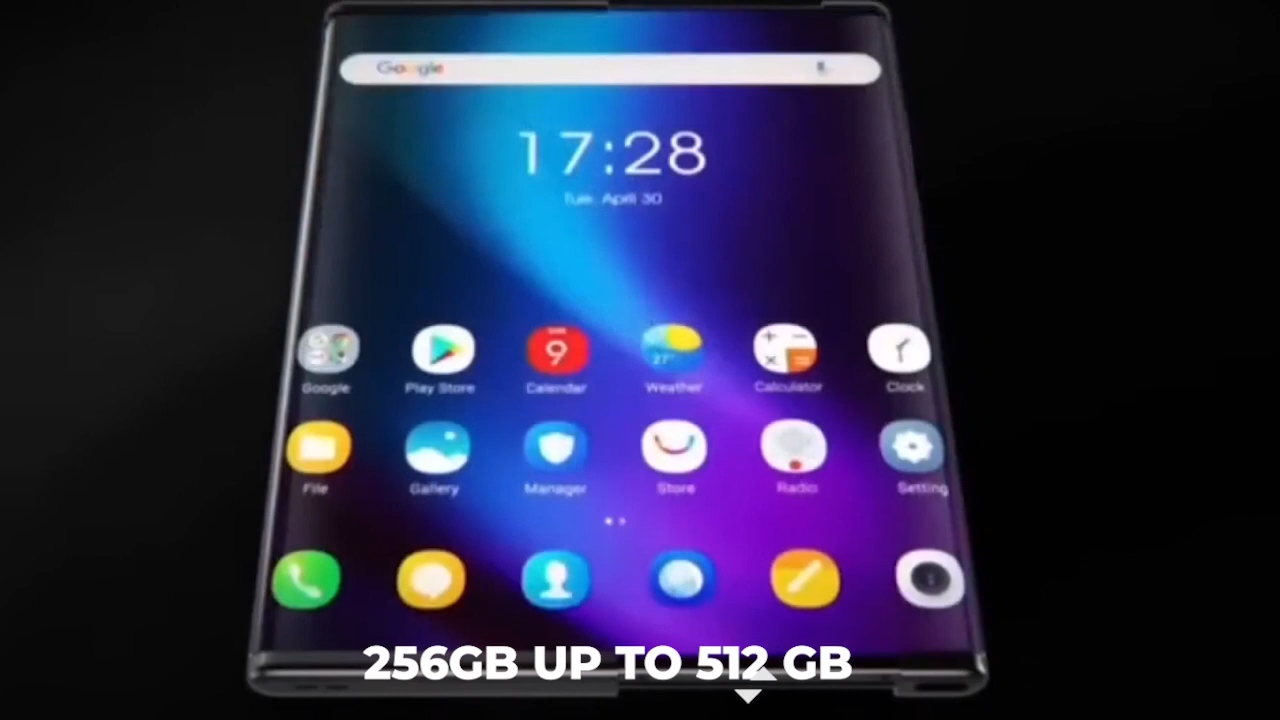 Google
17:28
Tue. April 30
9
27°
Google Play Store Calendar Weather Calculator Clock
File Gallery Manager Store Radio Setting
256GB UP TO 512 GB